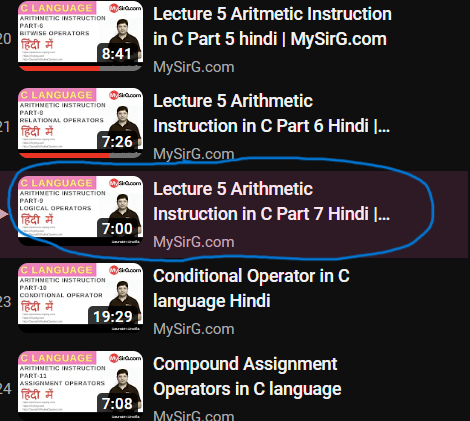 20
C LANGUAGE
MySirG.com
ARITHMETIC INSTRUCTION
PART-6
BITWISE OPERATORS
हिंदी में
8:41
Lecture 5 Aritmetic Instruction
in C Part 5 hindi | MySirG.com
MySirG.com
21
C LANGUAGE
MySirG.com
ARITHMETIC INSTRUCTION
PART-8
RELATIONAL OPERATORS
हिंदी में
7:26
Lecture 5 Arithmetic
Instruction in C Part 6 Hindi |...
MySirG.com
C LANGUAGE
MySirG.com
ARITHMETIC INSTRUCTION
PART-9
LOGICAL OPERATORS
हिंदी में
7:00
Lecture 5 Arithmetic
Instruction in C Part 7 Hindi |...
MySirG.com
23
C LANGUAGE
MySirG.com
ARITHMETIC INSTRUCTION
PART-10
CONDITIONAL OPERATOR
हिंदी में
19:29
Conditional Operator in C
language Hindi
MySirG.com
24
C LANGUAGE
MySirG.com
ARITHMETIC INSTRUCTION
PART-11
ASSIGNMENT OPERATORS
हिंदी में
7:08
Compound Assignment
Operators in C language
MySirG.com